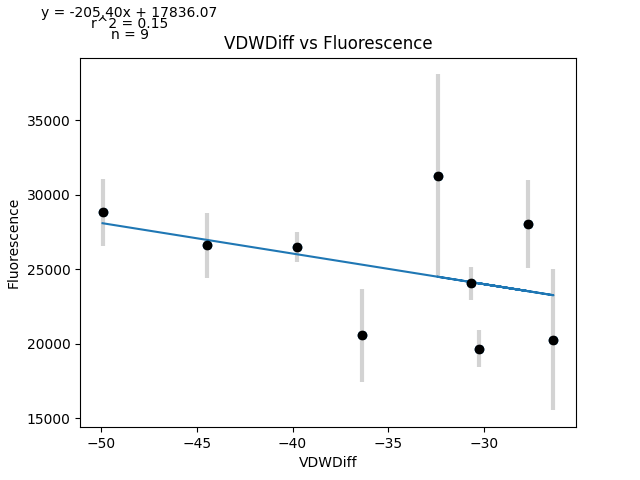 y = -205.40x + 17836.07
r^2 = 0.15
n = 9
VDWDiff vs Fluorescence
35000
30000
25000
20000
15000
Fluorescence
−50
−45
−40
−35
−30
VDWDiff